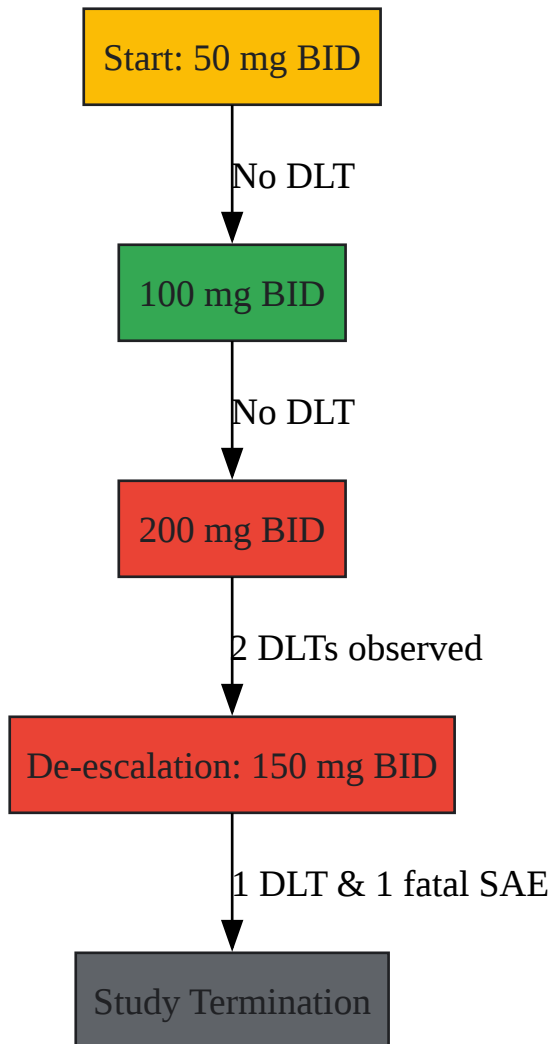 Start: 50 mg BID
No DLT
100 mg BID
No DLT
200 mg BID
2 DLTs observed
De-escalation: 150 mg BID
1 DLT & 1 fatal SAE
Study Termination